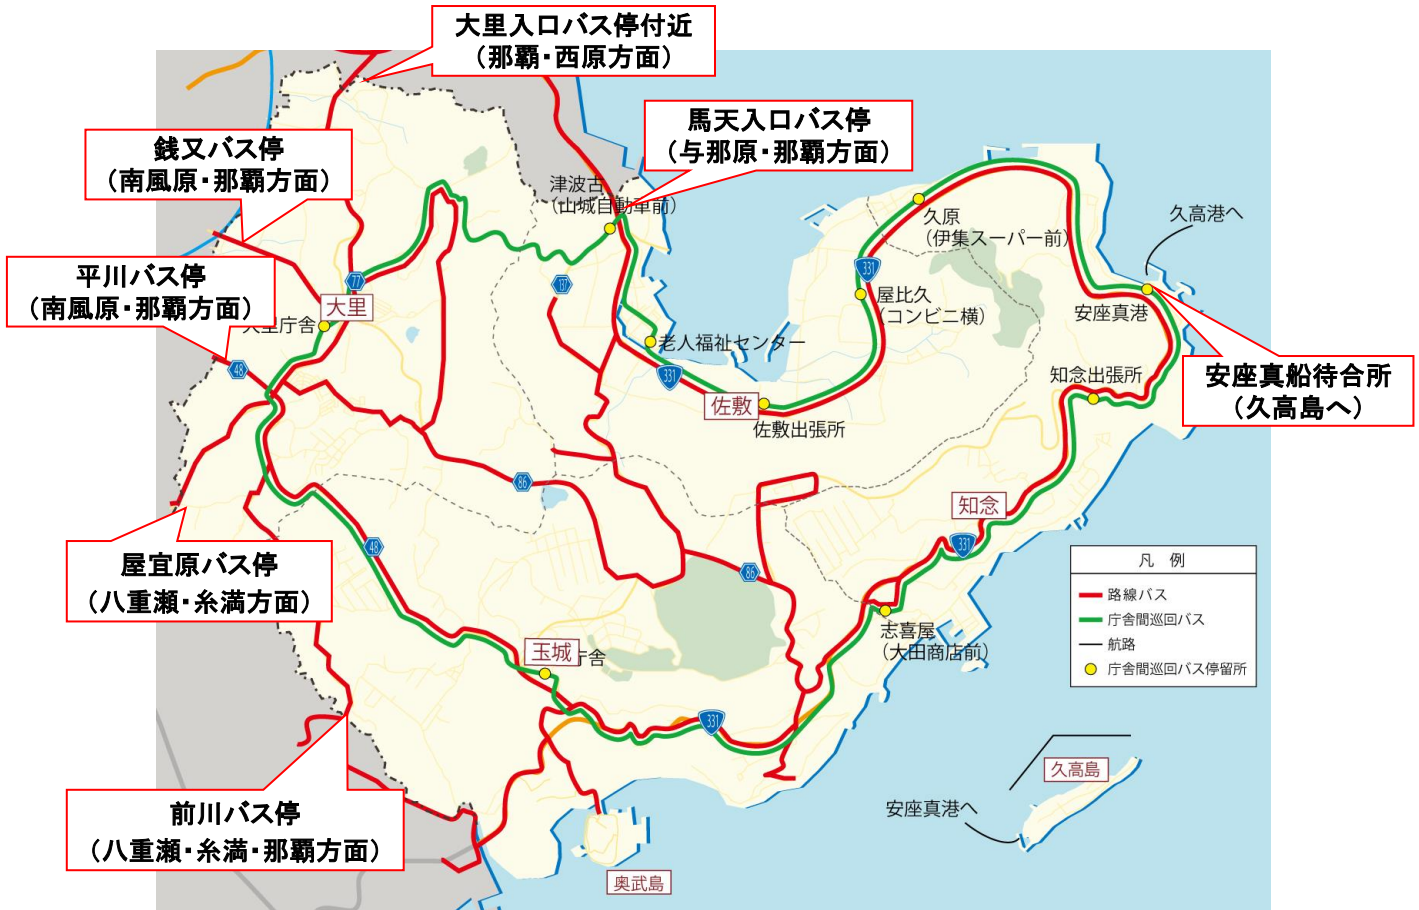 大里入口バス停付近
（那覇・西原方面）
馬天入口バス停
（与那原・那覇方面）
銭又バス停
（南風原・那覇方面）
津波古
（山城自動車前）
久原
（伊集スーパー前）
久高港へ
平川バス停
（南風原・那覇方面）
77
大里
大里庁舎
137
331
屋比久
（コンビニ横）
安座真港
老人福祉センター
48
331
知念出張所
安座真船待合所
（久高島へ）
佐敷
佐敷出張所
86
知念
48
331
屋宜原バス停
（八重瀬・糸満方面）
86
凡 例
路線バス
庁舎間巡回バス
航路
庁舎間巡回バス停留所
志喜屋
（大田商店前）
玉城
庁舎
331
久高島
前川バス停
（八重瀬・糸満・那覇方面）
安座真港へ
奥武島